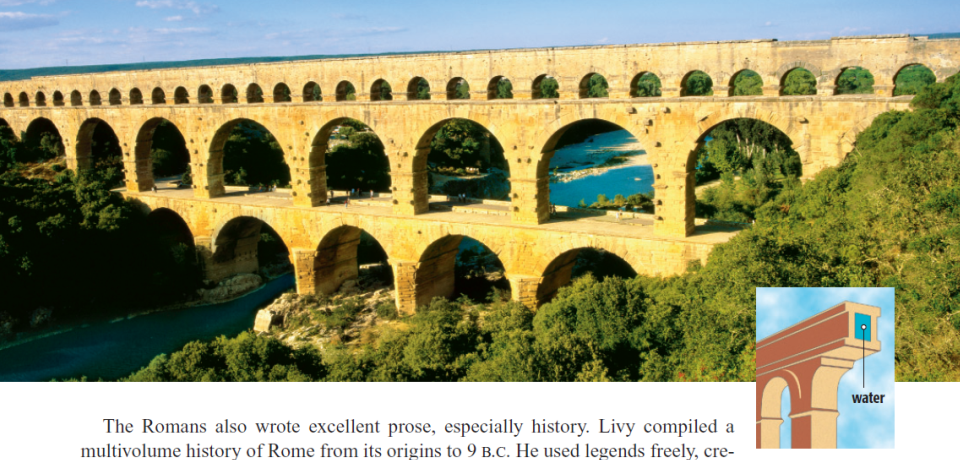 water
The Romans also wrote excellent prose, especially history. Livy compiled a
multivolume history of Rome from its origins to 9 B.C. He used legends freely, cre-